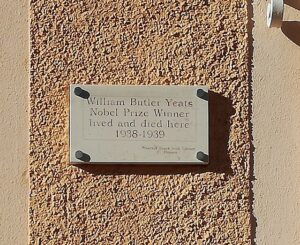 William Butler Yeats
Nobel Prize Winner
lived and died here
1938-1939